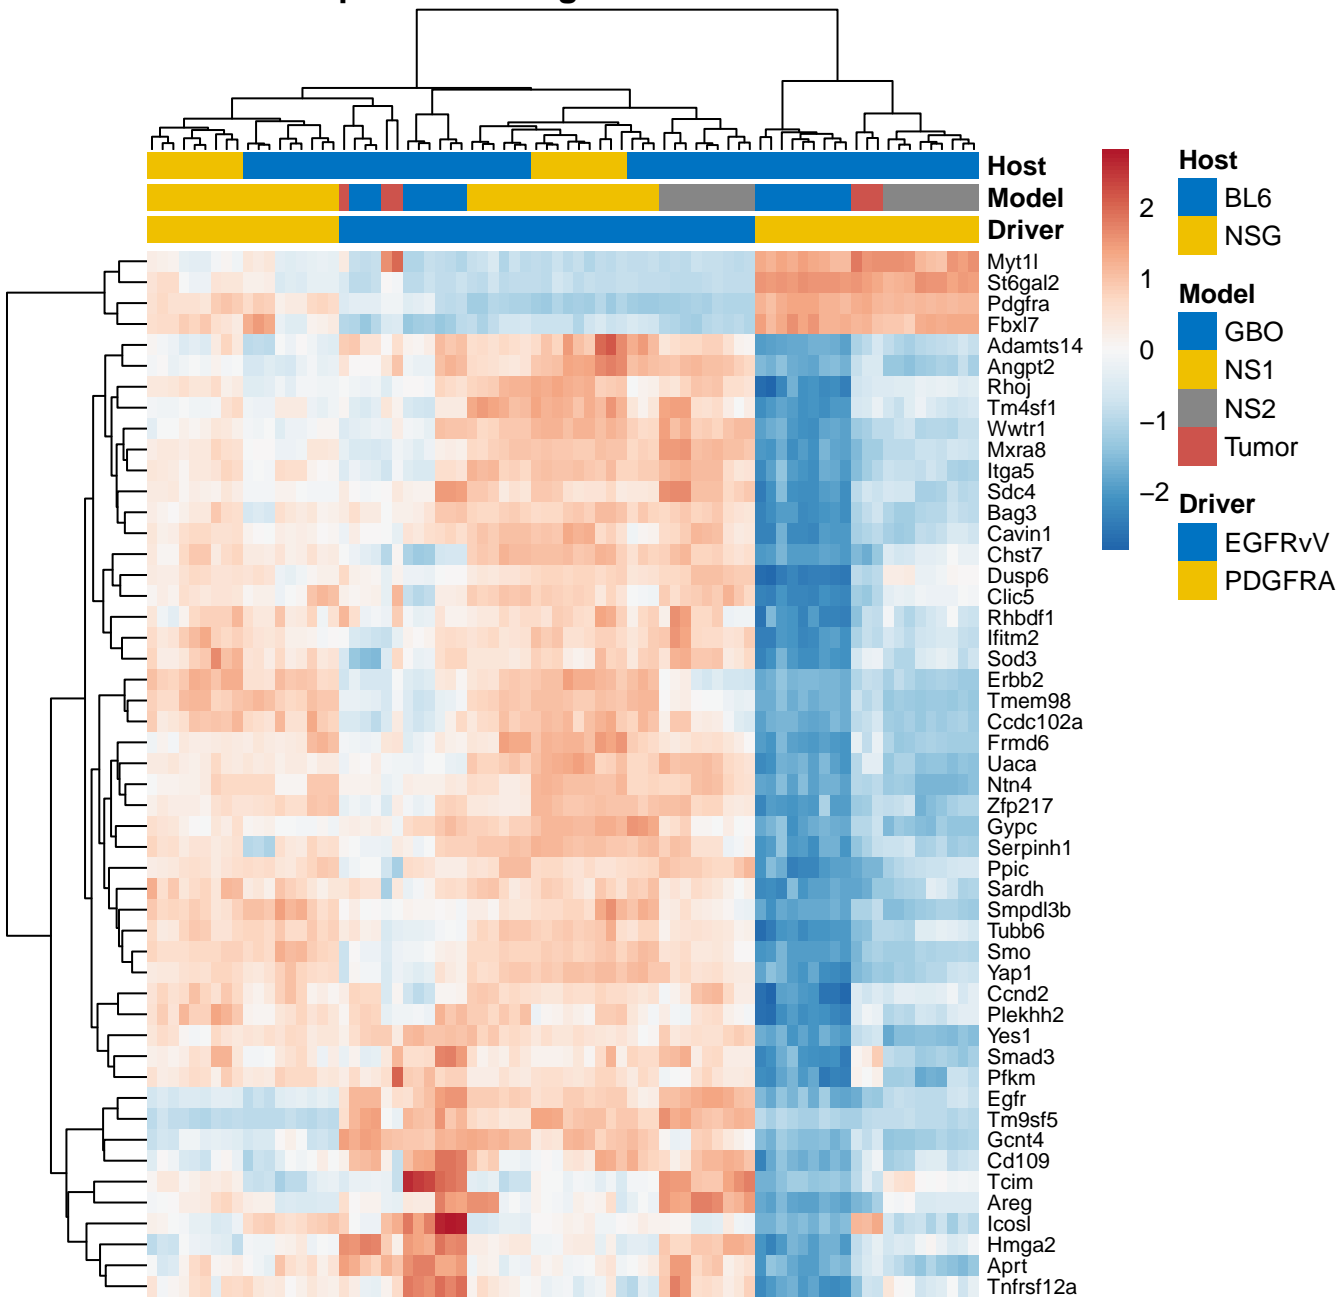 Host
Model
Driver
Myt1l
St6gal2
Pdgfra
Fbxl7
Adamts14
Angpt2
Rhoj
Tm4sf1
Wwtr1
Mxra8
Itga5
Sdc4
Bag3
Cavin1
Chst7
Dusp6
Clic5
Rhbdf1
Ifitm2
Sod3
Erbb2
Tmem98
Ccdc102a
Frmd6
Uaca
Ntn4
Zfp217
Gypc
Serpinh1
Ppic
Sardh
Smpdl3b
Tubb6
Smo
Yap1
Ccnd2
Plekhh2
Yes1
Smad3
Pfkm
Egfr
Tm9sf5
Gcnt4
Cd109
Tcim
Areg
Icosl
Hmga2
Aprt
Tnfrsf12a
2
1
0
−1
−2
Host
BL6
NSG
Model
GBO
NS1
NS2
Tumor
Driver
EGFRvV
PDGFRA